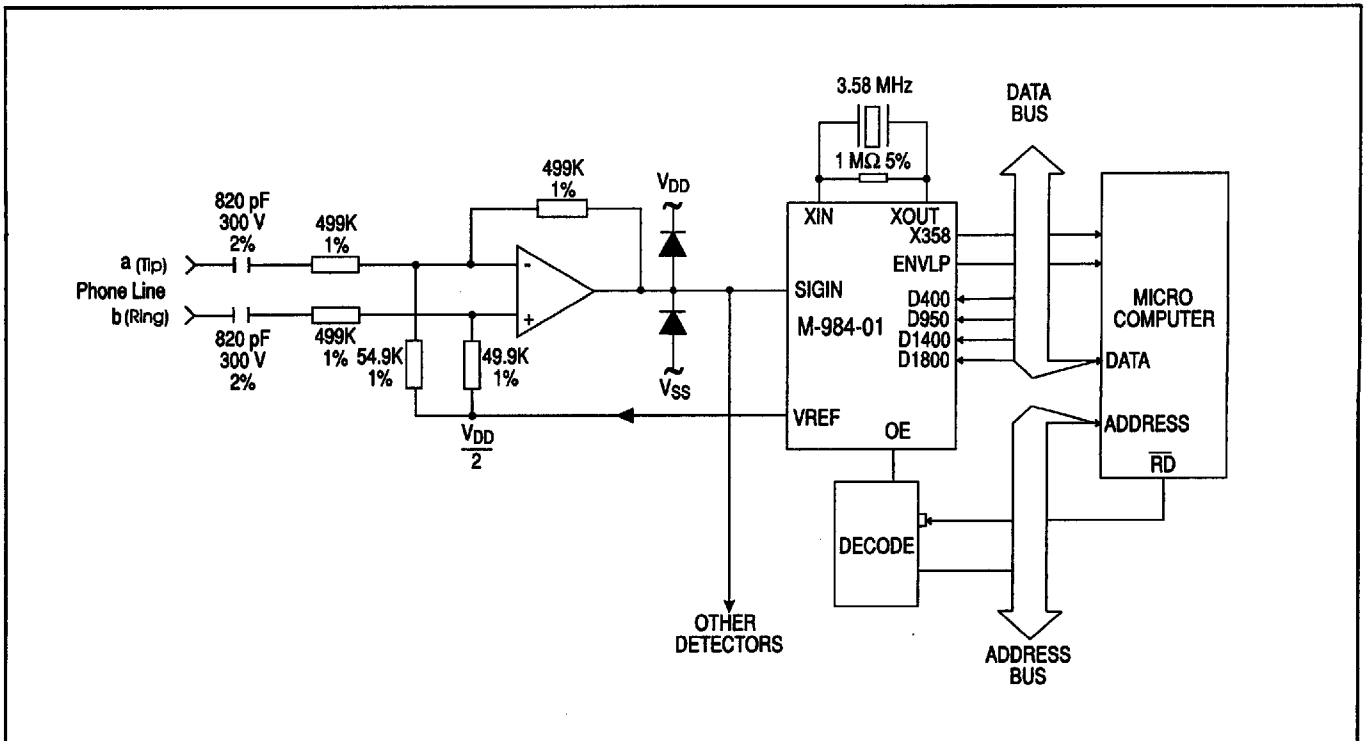 3.58 MHz
1 MΩ 5%
DATA
BUS
499K
1%
VDD
820 pF
300 V
2%
499K
1%
a (Tip)
Phone Line
b (Ring)
820 pF
300 V
2%
499K
1%
54.9K
1%
49.9K
1%
-
+
VSS
VDD
2
XIN
XOUT
X358
ENVLP
SIGIN
D400
M-984-01
D950
D1400
D1800
VREF
OE
MICRO
COMPUTER
DATA
ADDRESS
RD
DECODE
OTHER
DETECTORS
ADDRESS
BUS